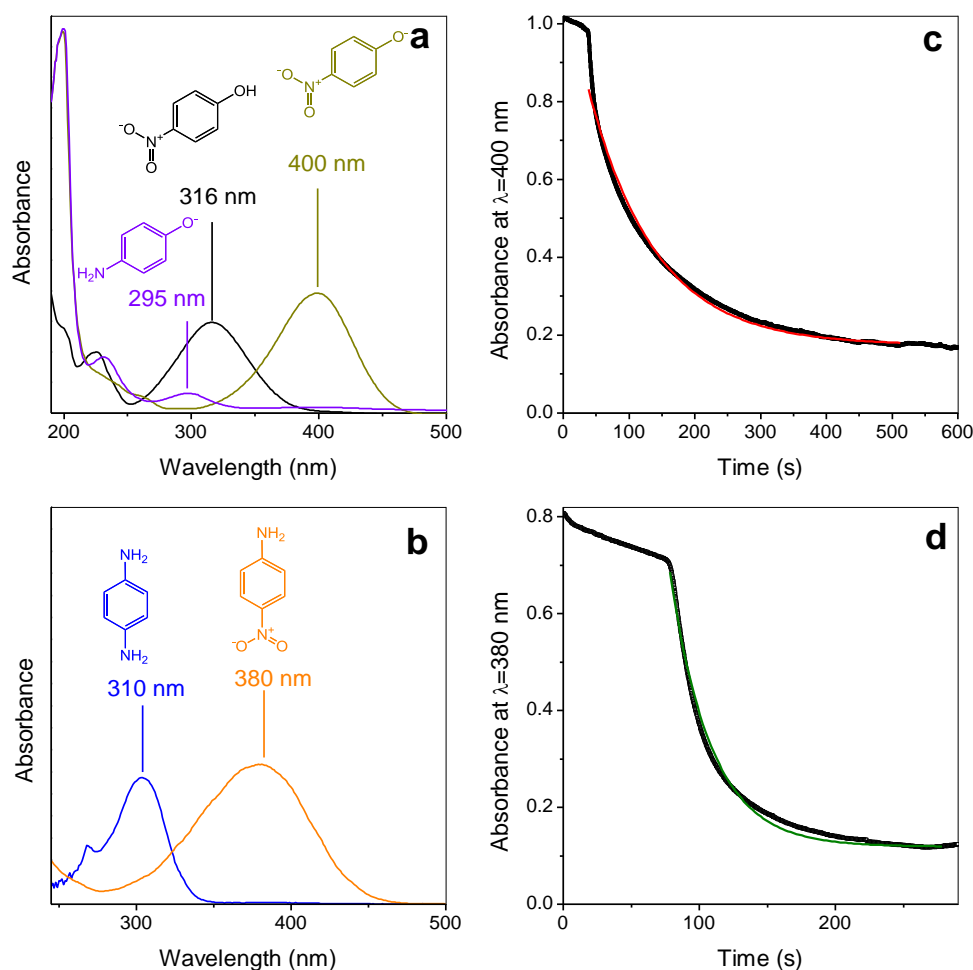 a
Absorbance
O⁻
⁻O
N⁺
O
OH
⁻O
N⁺
O
400 nm
316 nm
O⁻
H₂N
295 nm
200
300
400
500
Wavelength (nm)
c
Absorbance at λ=400 nm
1.0
0.8
0.6
0.4
0.2
0.0
0
100
200
300
400
500
600
Time (s)
b
Absorbance
NH₂
NH₂
310 nm
NH₂
N⁺
⁻O
O
380 nm
300
400
500
Wavelength (nm)
d
Absorbance at λ=380 nm
0.8
0.6
0.4
0.2
0.0
0
100
200
Time (s)